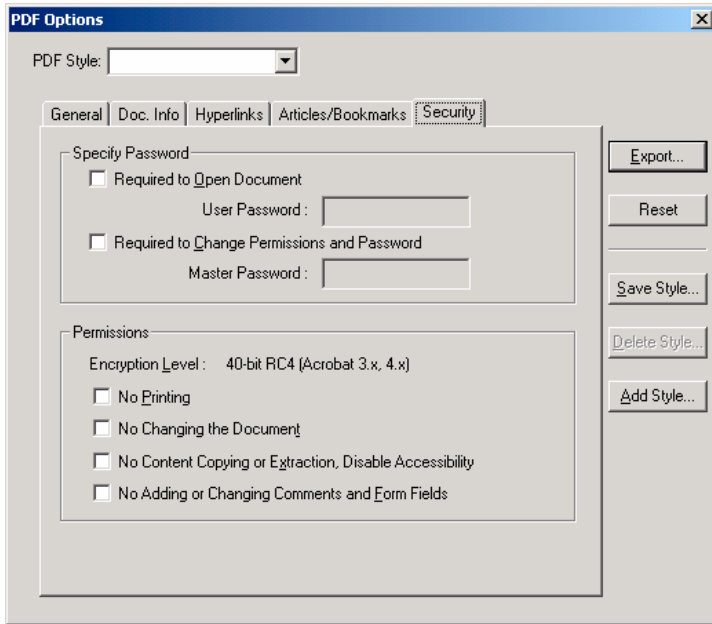 PDF Options
PDF Style:
General Doc. Info Hyperlinks Articles/Bookmarks Security
Specify Password
Required to Open Document
User Password :
Required to Change Permissions and Password
Master Password :
Permissions
Encryption Level : 40-bit RC4 (Acrobat 3.x, 4.x)
No Printing
No Changing the Document
No Content Copying or Extraction, Disable Accessibility
No Adding or Changing Comments and Form Fields
Export...
Reset
Save Style...
Delete Style...
Add Style...